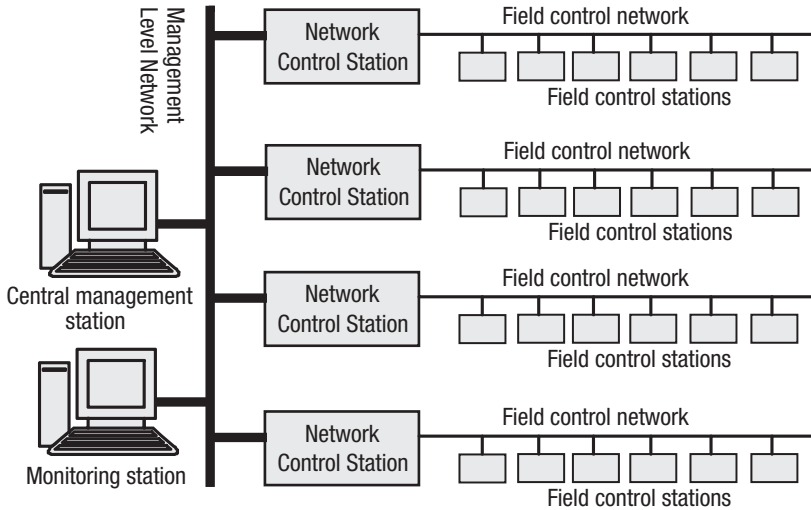 Management
Level Network
Network
Control Station
Field control network
Field control stations
Network
Control Station
Field control network
Field control stations
Central management
station
Network
Control Station
Field control network
Field control stations
Monitoring station
Network
Control Station
Field control network
Field control stations